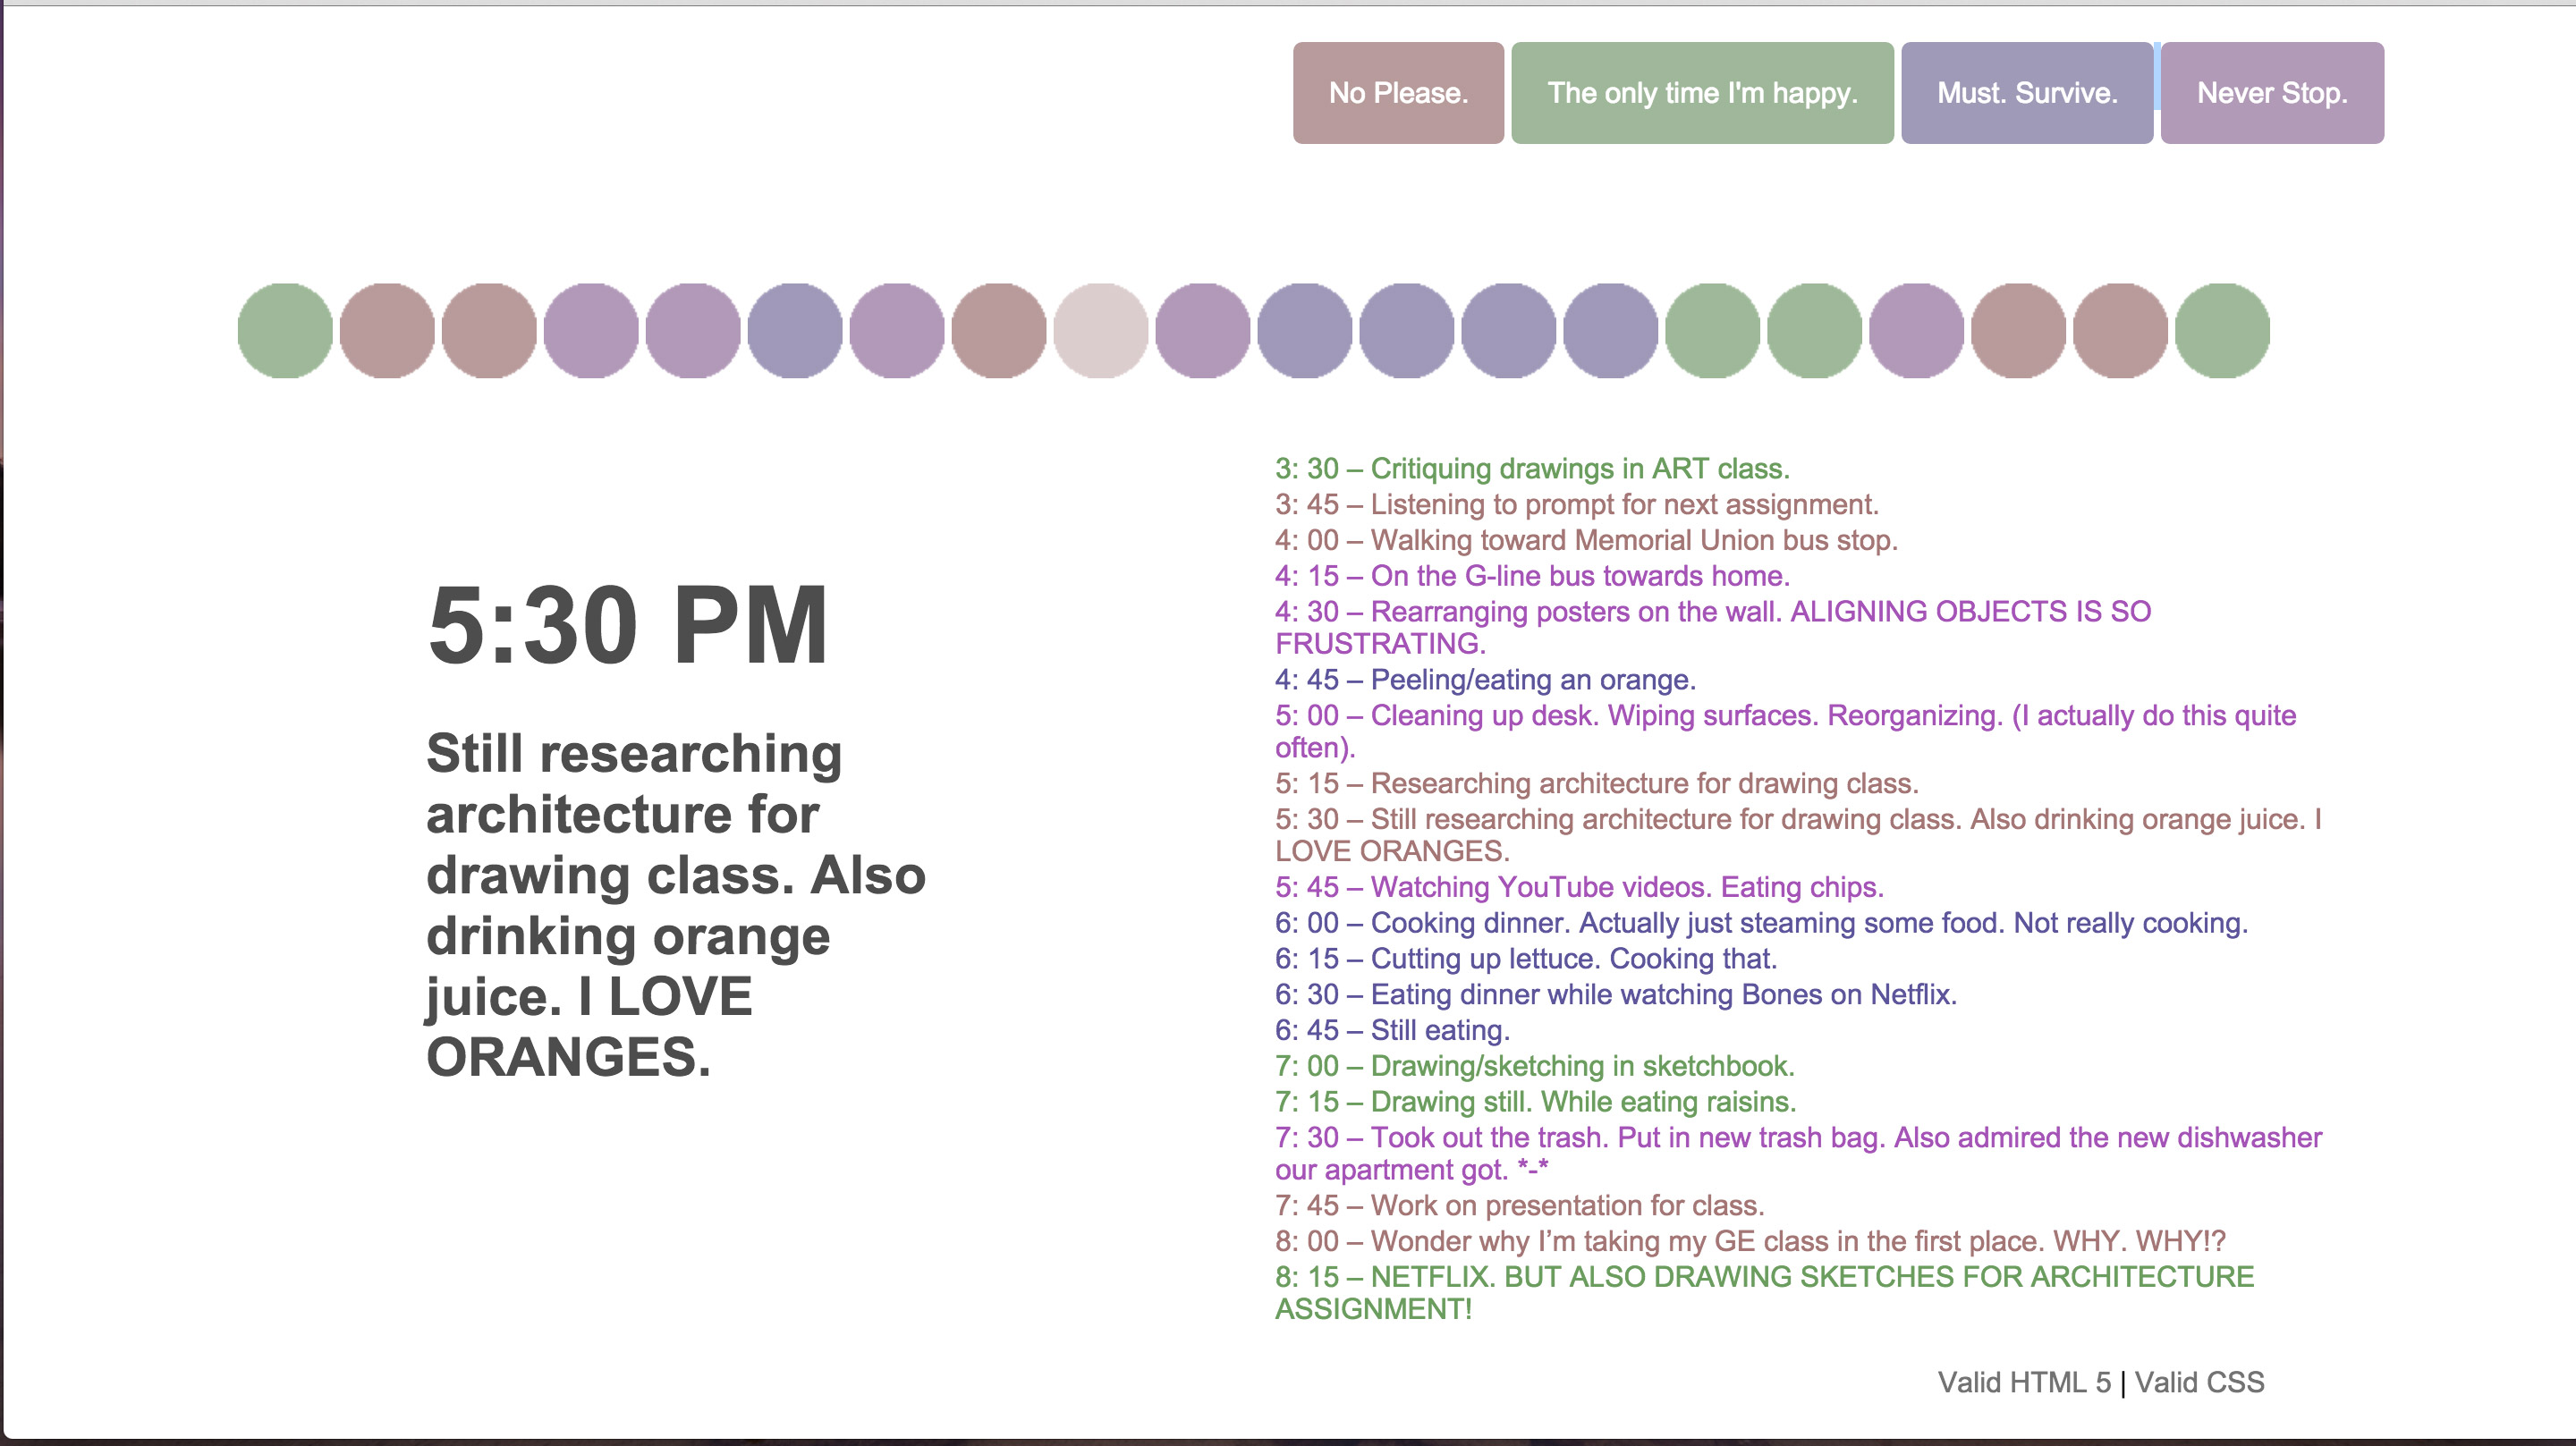 No Please.
The only time I'm happy.
Must. Survive.
Never Stop.
5:30 PM
Still researching
architecture for
drawing class. Also
drinking orange
juice. I LOVE
ORANGES.
3: 30 – Critiquing drawings in ART class.
3: 45 – Listening to prompt for next assignment.
4: 00 – Walking toward Memorial Union bus stop.
4: 15 – On the G-line bus towards home.
4: 30 – Rearranging posters on the wall. ALIGNING OBJECTS IS SO
FRUSTRATING.
4: 45 – Peeling/eating an orange.
5: 00 – Cleaning up desk. Wiping surfaces. Reorganizing. (I actually do this quite
often).
5: 15 – Researching architecture for drawing class.
5: 30 – Still researching architecture for drawing class. Also drinking orange juice. I
LOVE ORANGES.
5: 45 – Watching YouTube videos. Eating chips.
6: 00 – Cooking dinner. Actually just steaming some food. Not really cooking.
6: 15 – Cutting up lettuce. Cooking that.
6: 30 – Eating dinner while watching Bones on Netflix.
6: 45 – Still eating.
7: 00 – Drawing/sketching in sketchbook.
7: 15 – Drawing still. While eating raisins.
7: 30 – Took out the trash. Put in new trash bag. Also admired the new dishwasher
our apartment got. *-*
7: 45 – Work on presentation for class.
8: 00 – Wonder why I’m taking my GE class in the first place. WHY. WHY!?
8: 15 – NETFLIX. BUT ALSO DRAWING SKETCHES FOR ARCHITECTURE
ASSIGNMENT!
Valid HTML 5 | Valid CSS